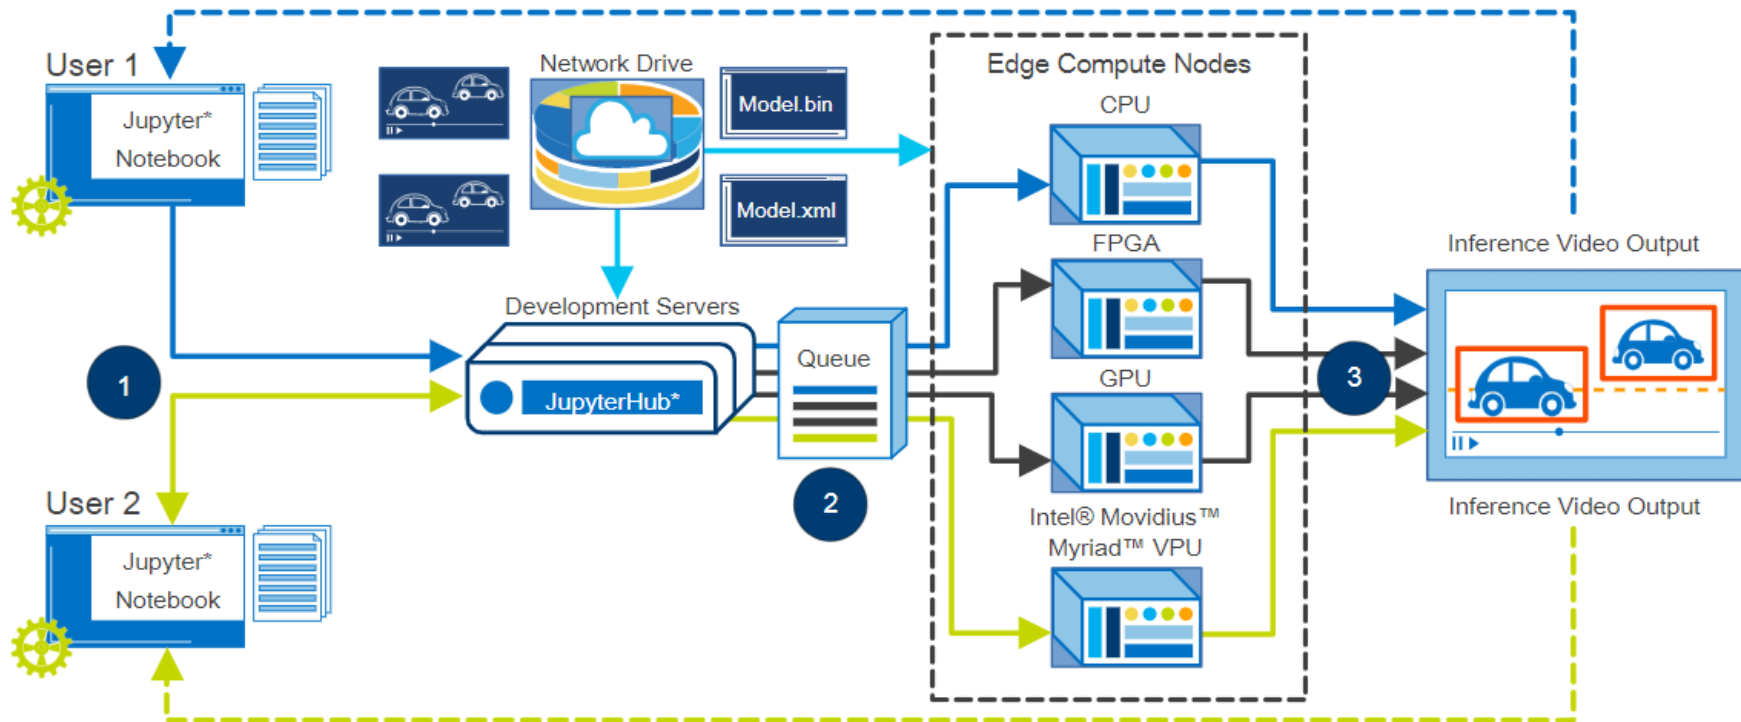 User 1
Jupyter*
Notebook
Network Drive
Model.bin
Model.xml
Edge Compute Nodes
CPU
FPGA
GPU
Intel® Movidius™
Myriad™ VPU
Development Servers
JupyterHub*
Queue
1
2
3
User 2
Jupyter*
Notebook
Inference Video Output
Inference Video Output